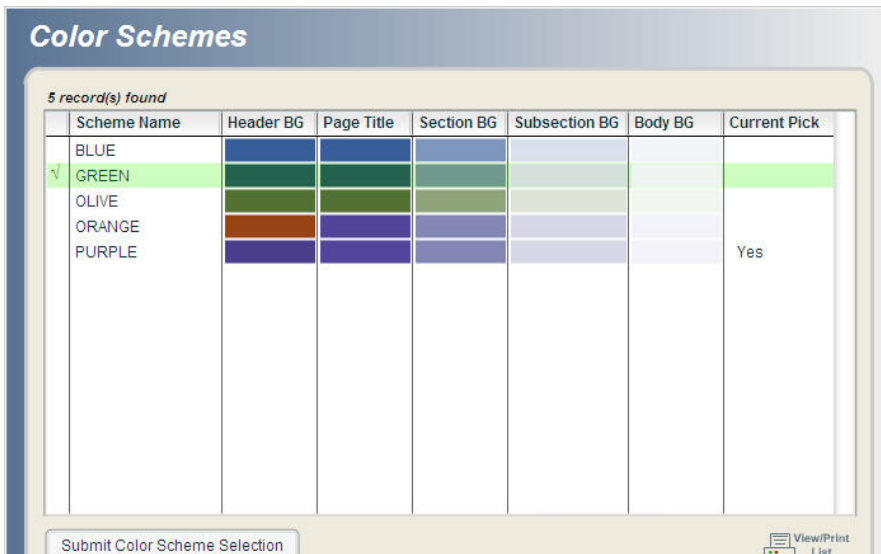 Color Schemes
5 record(s) found
Scheme Name Header BG Page Title Section BG Subsection BG Body BG Current Pick
BLUE
√ GREEN
OLIVE
ORANGE
PURPLE Yes
Submit Color Scheme Selection
View/Print
List